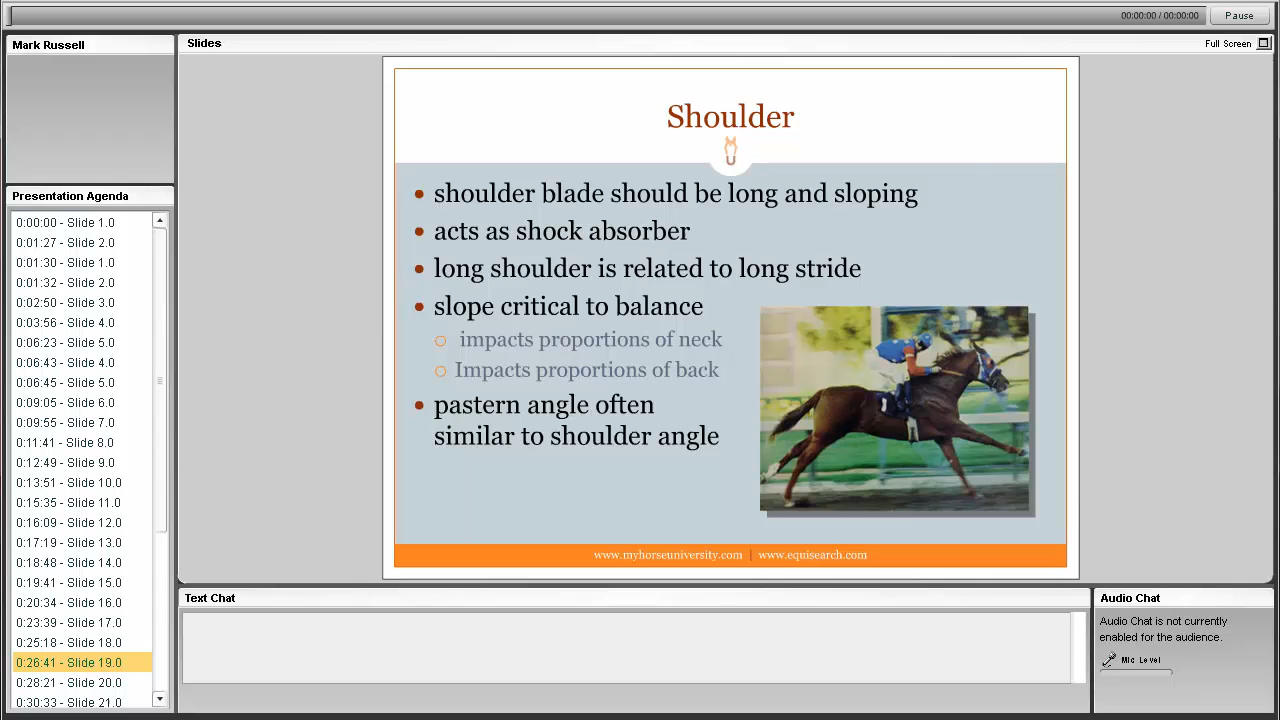 00:00:00 / 00:00:00
Pause
Mark Russell
Slides
Full Screen
Shoulder
• shoulder blade should be long and sloping
• acts as shock absorber
• long shoulder is related to long stride
• slope critical to balance
○ impacts proportions of neck
○ Impacts proportions of back
• pastern angle often
similar to shoulder angle
www.myhorseuniversity.com | www.equisearch.com
Presentation Agenda
0:00:00 - Slide 1.0
0:01:27 - Slide 2.0
0:01:30 - Slide 1.0
0:01:32 - Slide 2.0
0:02:50 - Slide 3.0
0:03:56 - Slide 4.0
0:06:23 - Slide 5.0
0:06:43 - Slide 4.0
0:06:45 - Slide 5.0
0:09:05 - Slide 6.0
0:09:55 - Slide 7.0
0:11:41 - Slide 8.0
0:12:49 - Slide 9.0
0:13:51 - Slide 10.0
0:15:35 - Slide 11.0
0:16:09 - Slide 12.0
0:17:19 - Slide 13.0
0:18:48 - Slide 14.0
0:19:41 - Slide 15.0
0:20:34 - Slide 16.0
0:23:39 - Slide 17.0
0:25:18 - Slide 18.0
0:26:41 - Slide 19.0
0:28:21 - Slide 20.0
0:30:33 - Slide 21.0
Text Chat
Audio Chat
Audio Chat is not currently
enabled for the audience.
Mic Level